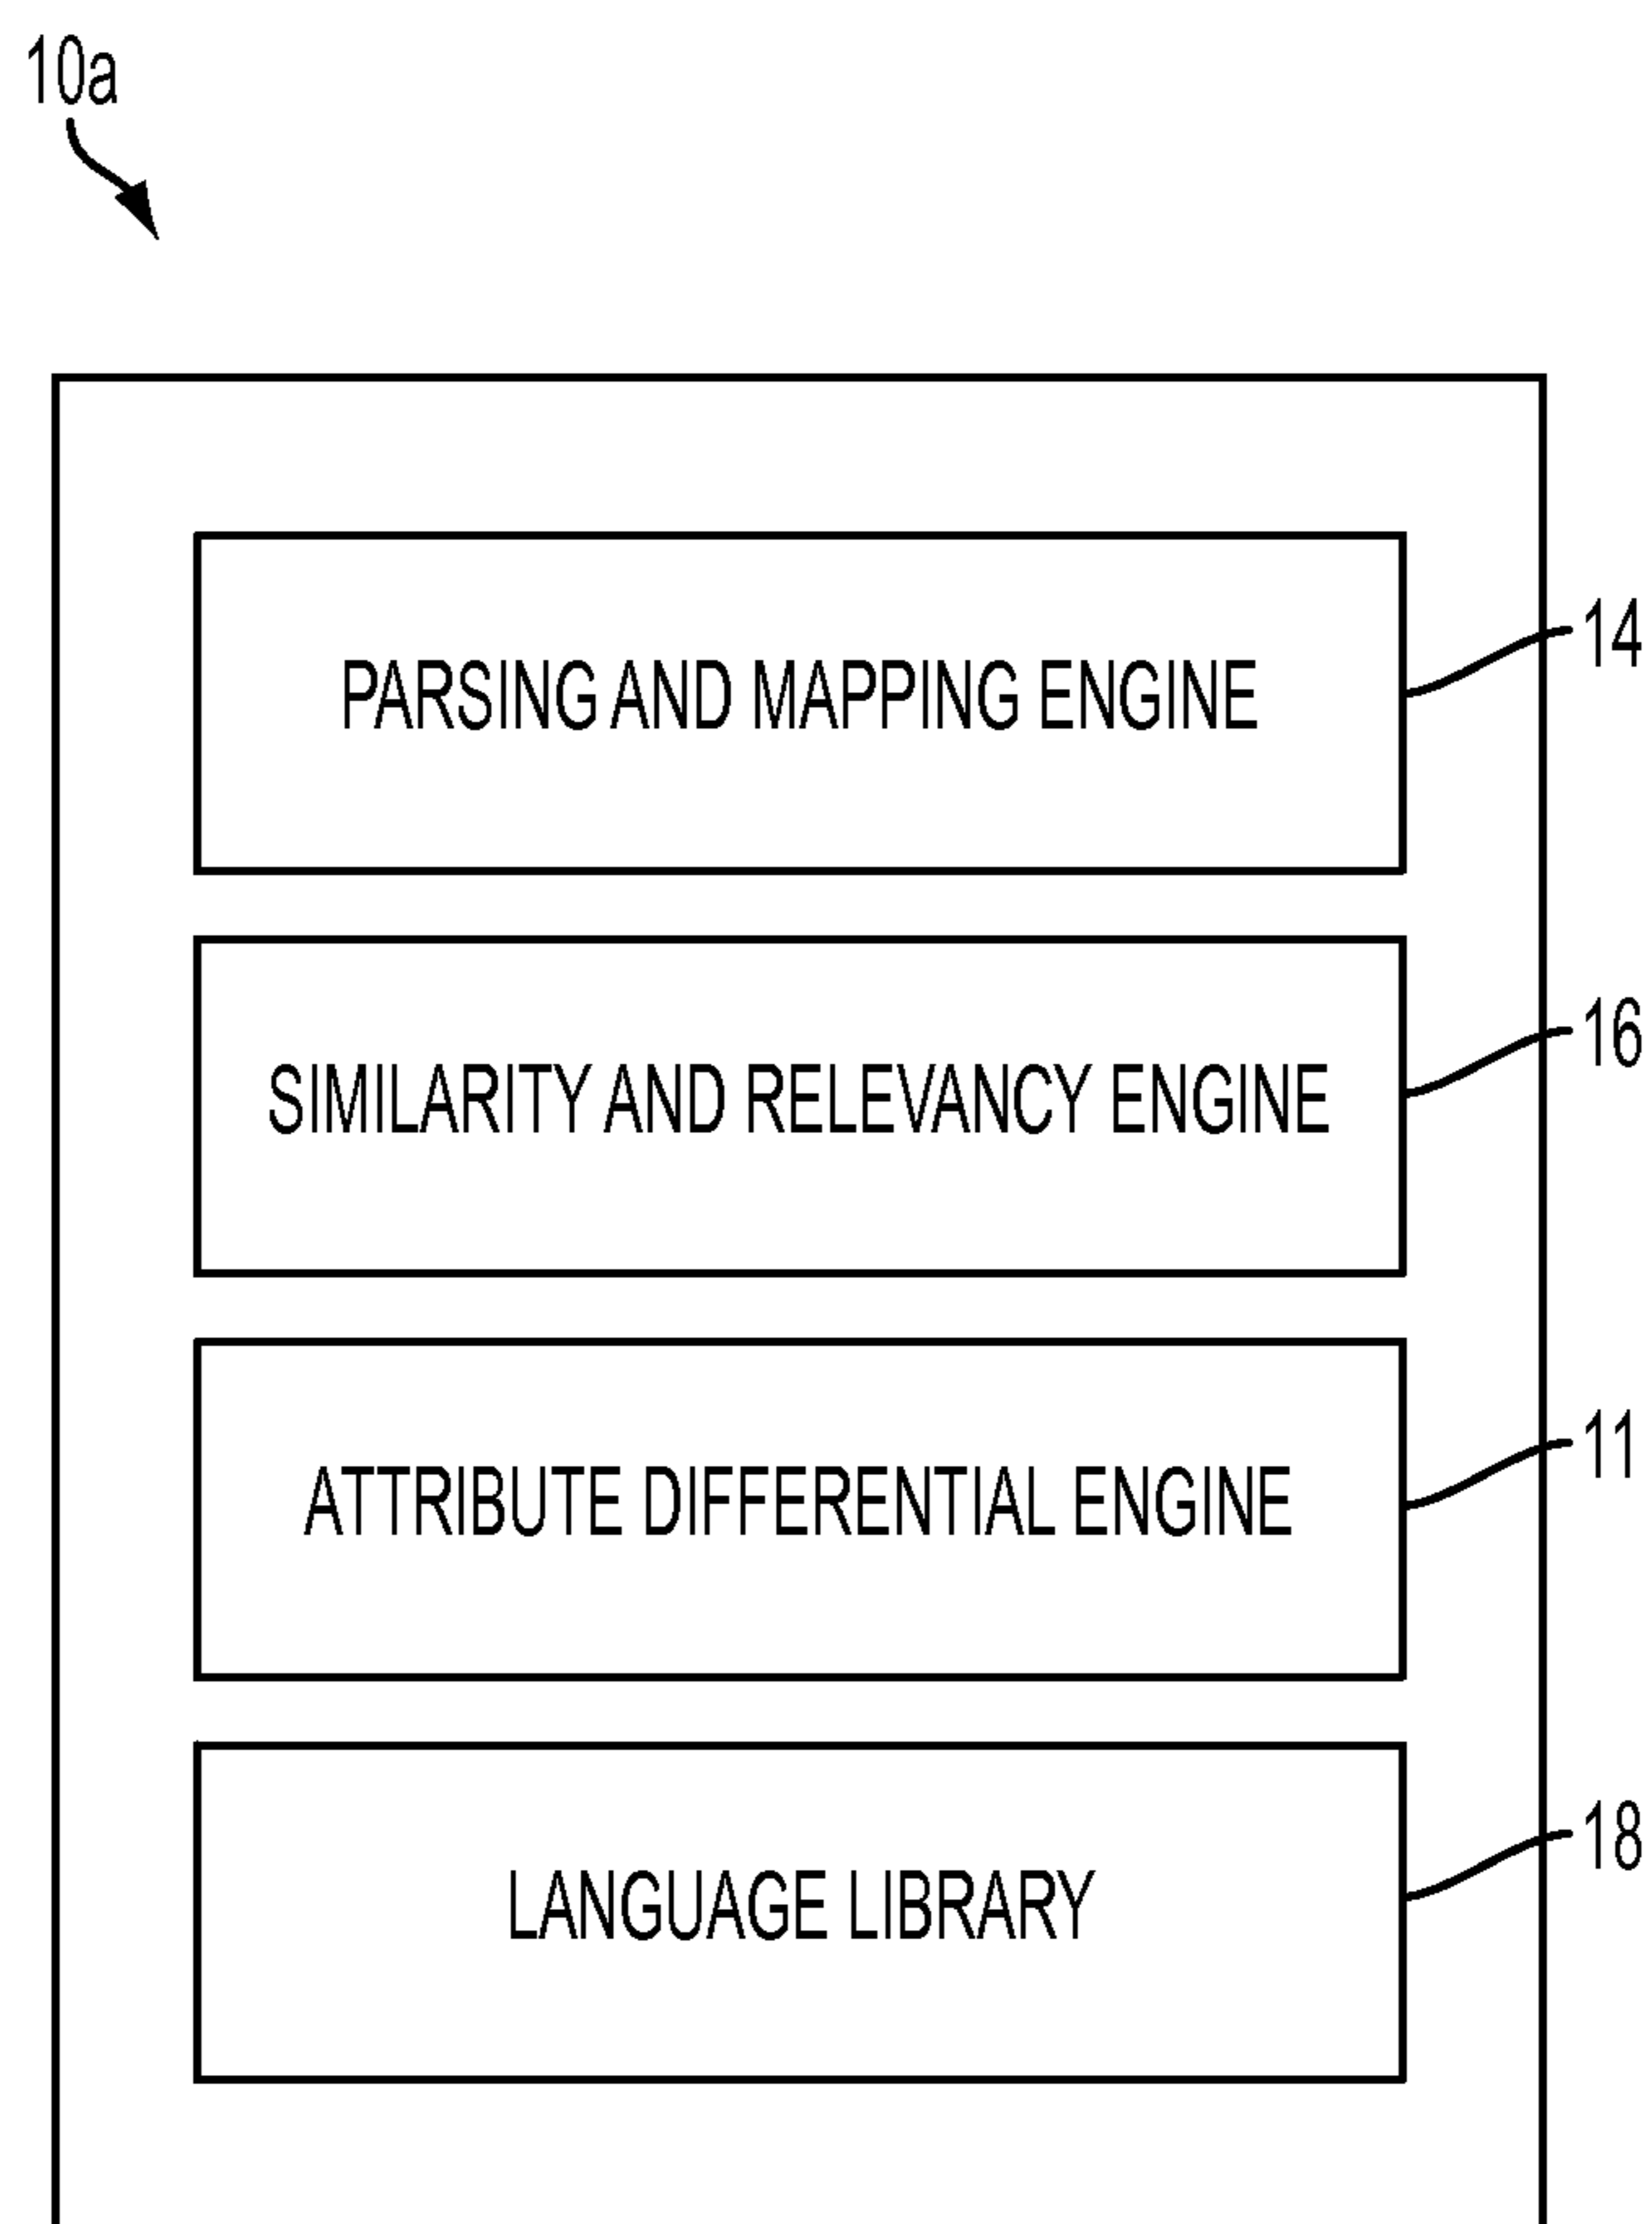 10a
PARSING AND MAPPING ENGINE
14
SIMILARITY AND RELEVANCY ENGINE
16
ATTRIBUTE DIFFERENTIAL ENGINE
11
LANGUAGE LIBRARY
18